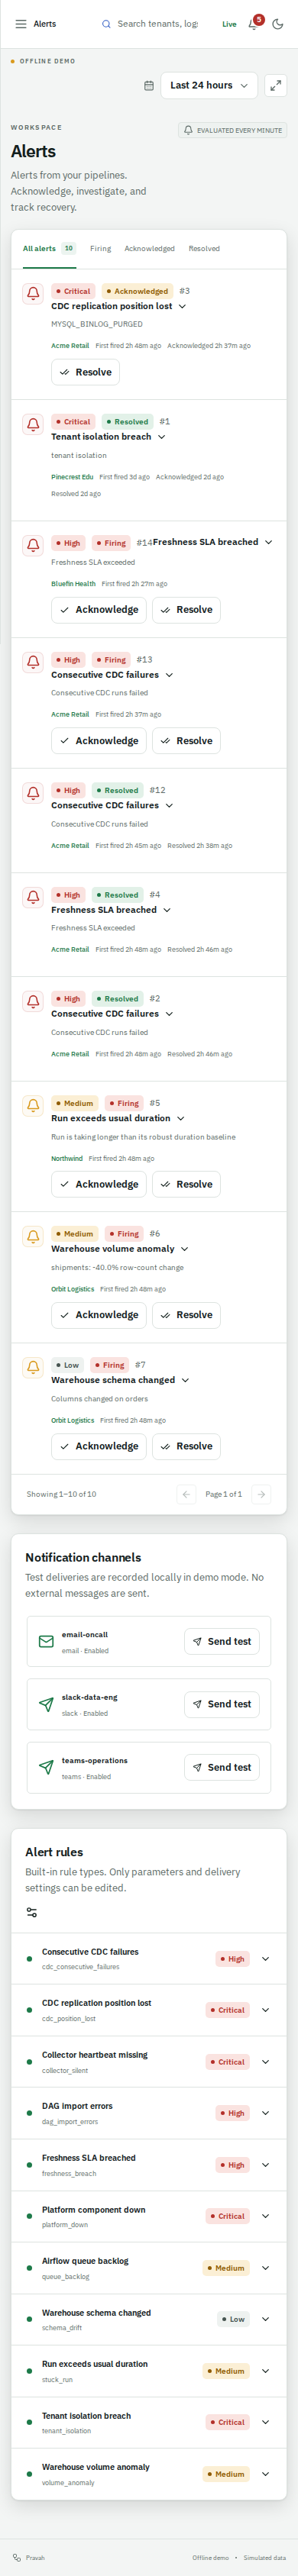 Alerts
Search tenants, log
Live
5
OFFLINE DEMO
Last 24 hours
WORKSPACE
EVALUATED EVERY MINUTE
Alerts
Alerts from your pipelines.
Acknowledge, investigate, and
track recovery.
All alerts 10 Firing Acknowledged Resolved
Critical Acknowledged #3
CDC replication position lost
MYSQL_BINLOG_PURGED
Acme Retail First fired 2h 48m ago Acknowledged 2h 37m ago
Resolve
Critical Resolved #1
Tenant isolation breach
tenant isolation
Pinecrest Edu First fired 3d ago Acknowledged 2d ago
Resolved 2d ago
High Firing #14 Freshness SLA breached
Freshness SLA exceeded
Bluefin Health First fired 2h 27m ago
Acknowledge Resolve
High Firing #13
Consecutive CDC failures
Consecutive CDC runs failed
Acme Retail First fired 2h 37m ago
Acknowledge Resolve
High Resolved #12
Consecutive CDC failures
Consecutive CDC runs failed
Acme Retail First fired 2h 45m ago Resolved 2h 38m ago
High Resolved #4
Freshness SLA breached
Freshness SLA exceeded
Acme Retail First fired 2h 48m ago Resolved 2h 46m ago
High Resolved #2
Consecutive CDC failures
Consecutive CDC runs failed
Acme Retail First fired 2h 48m ago Resolved 2h 46m ago
Medium Firing #5
Run exceeds usual duration
Run is taking longer than its robust duration baseline
Northwind First fired 2h 48m ago
Acknowledge Resolve
Medium Firing #6
Warehouse volume anomaly
shipments: -40.0% row-count change
Orbit Logistics First fired 2h 48m ago
Acknowledge Resolve
Low Firing #7
Warehouse schema changed
Columns changed on orders
Orbit Logistics First fired 2h 48m ago
Acknowledge Resolve
Showing 1–10 of 10 Page 1 of 1
Notification channels
Test deliveries are recorded locally in demo mode. No
external messages are sent.
email-oncall
email · Enabled
Send test
slack-data-eng
slack · Enabled
Send test
teams-operations
teams · Enabled
Send test
Alert rules
Built-in rule types. Only parameters and delivery
settings can be edited.
Consecutive CDC failures
cdc_consecutive_failures
High
CDC replication position lost
cdc_position_lost
Critical
Collector heartbeat missing
collector_silent
Critical
DAG import errors
dag_import_errors
High
Freshness SLA breached
freshness_breach
High
Platform component down
platform_down
Critical
Airflow queue backlog
queue_backlog
Medium
Warehouse schema changed
schema_drift
Low
Run exceeds usual duration
stuck_run
Medium
Tenant isolation breach
tenant_isolation
Critical
Warehouse volume anomaly
volume_anomaly
Medium
Pravah Offline demo • Simulated data